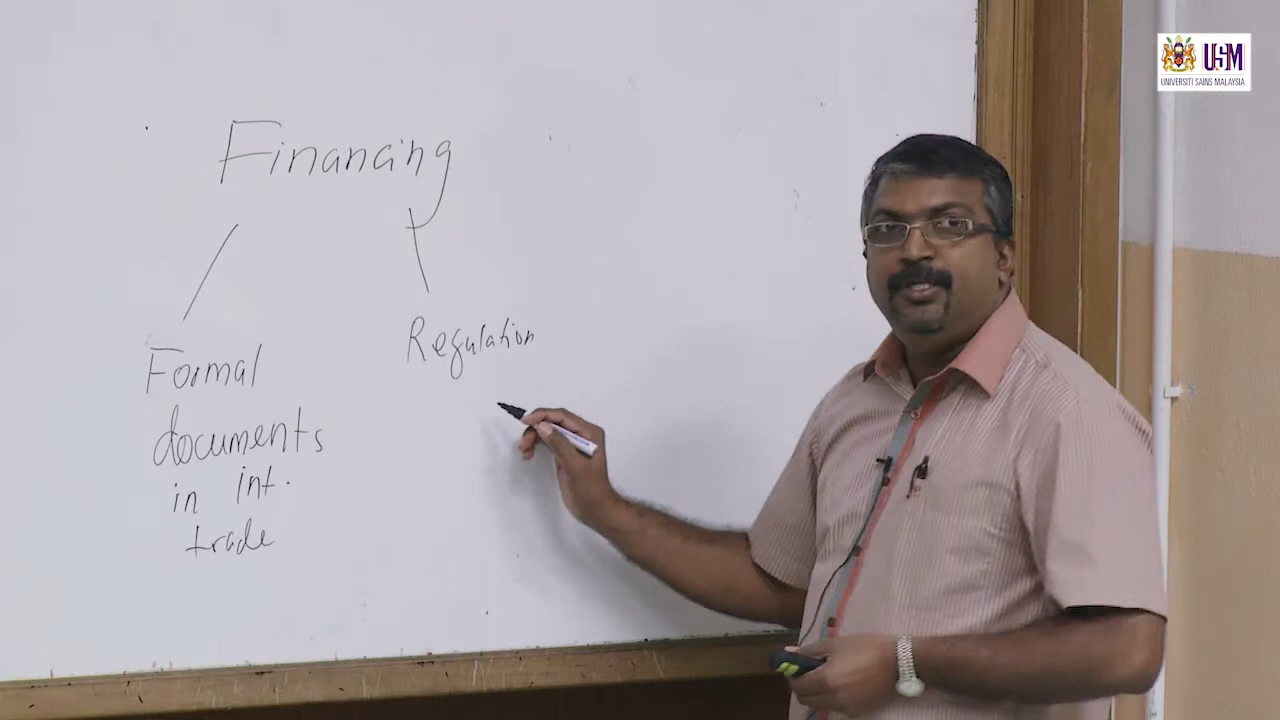 USM
UNIVERSITI SAINS MALAYSIA
Financing
Formal
documents
in int.
trade
Regulation